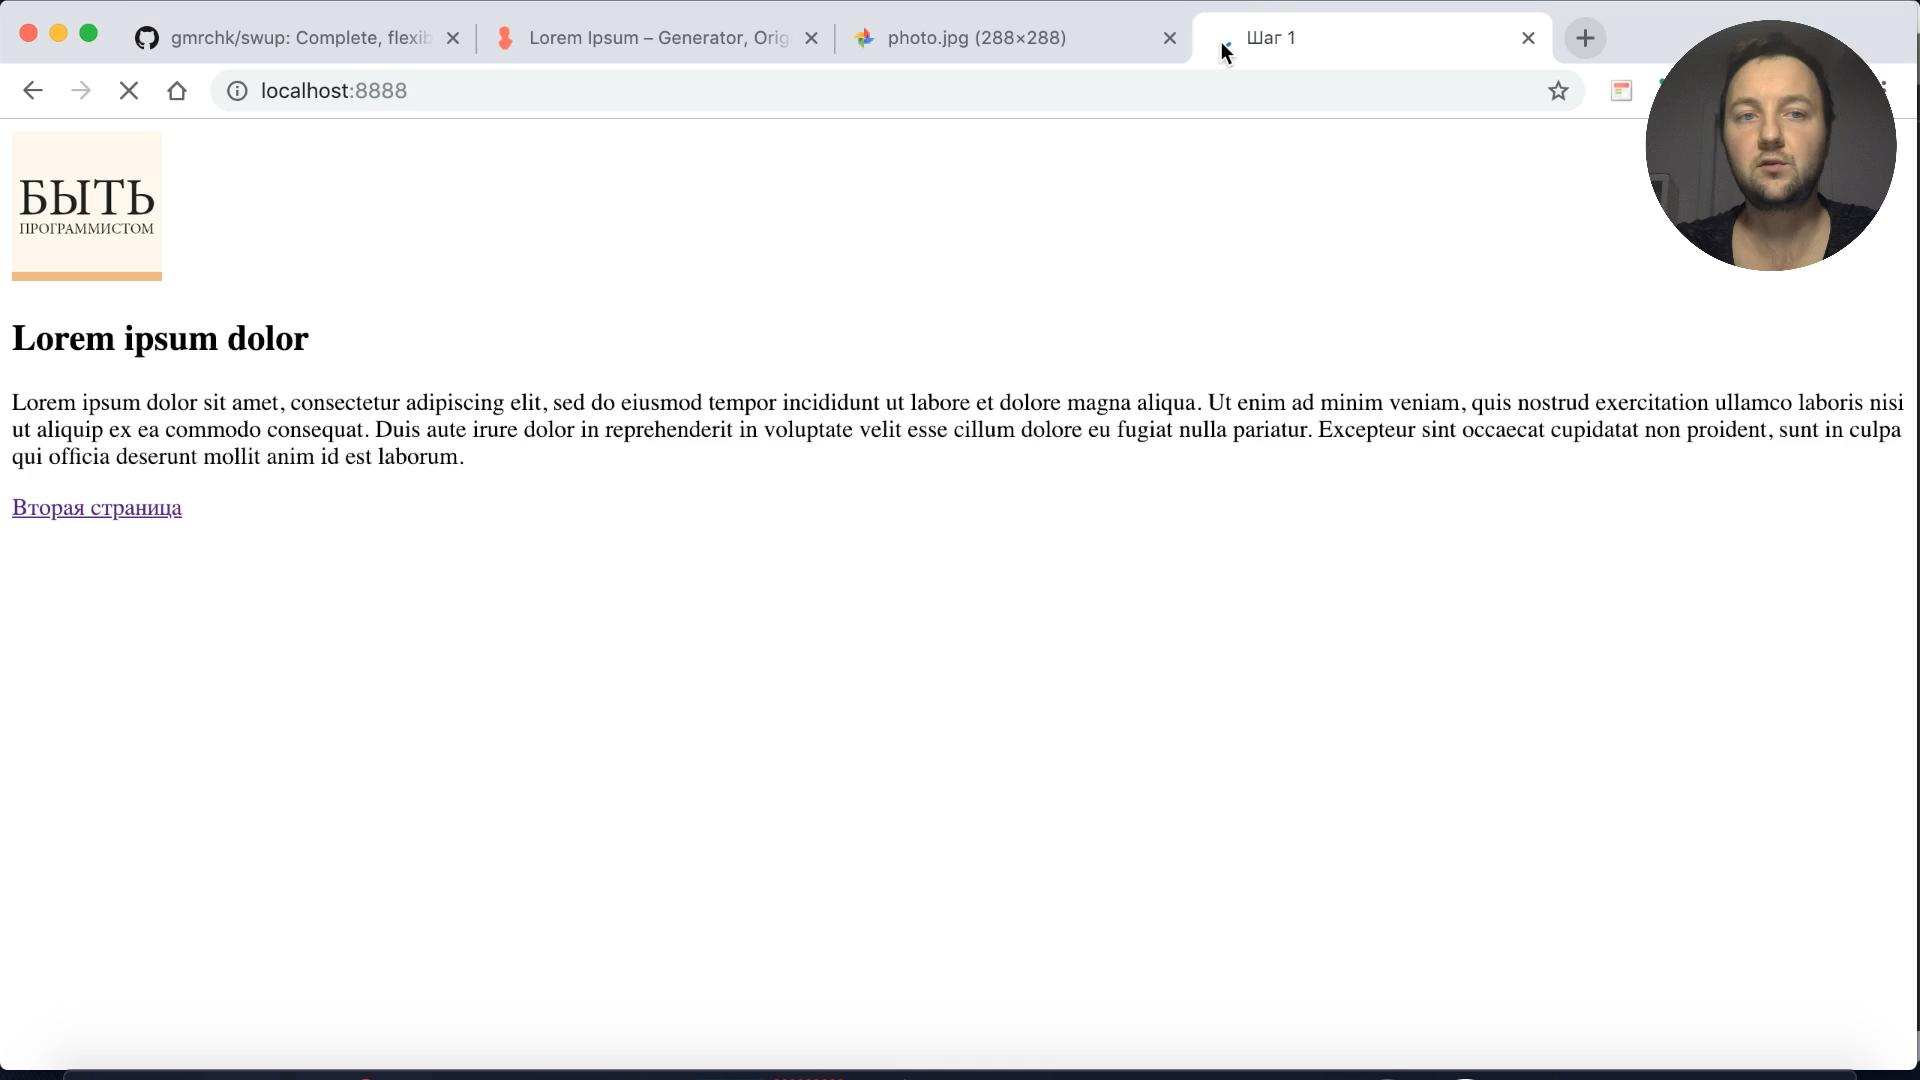 gmrchk/swup: Complete, flexib
Lorem Ipsum – Generator, Orig
photo.jpg (288×288)
Шаг 1
localhost:8888
БЫТЬ
ПРОГРАММИСТОМ
Lorem ipsum dolor
Lorem ipsum dolor sit amet, consectetur adipiscing elit, sed do eiusmod tempor incididunt ut labore et dolore magna aliqua. Ut enim ad minim veniam, quis nostrud exercitation ullamco laboris nisi
ut aliquip ex ea commodo consequat. Duis aute irure dolor in reprehenderit in voluptate velit esse cillum dolore eu fugiat nulla pariatur. Excepteur sint occaecat cupidatat non proident, sunt in culpa
qui officia deserunt mollit anim id est laborum.
Вторая страница